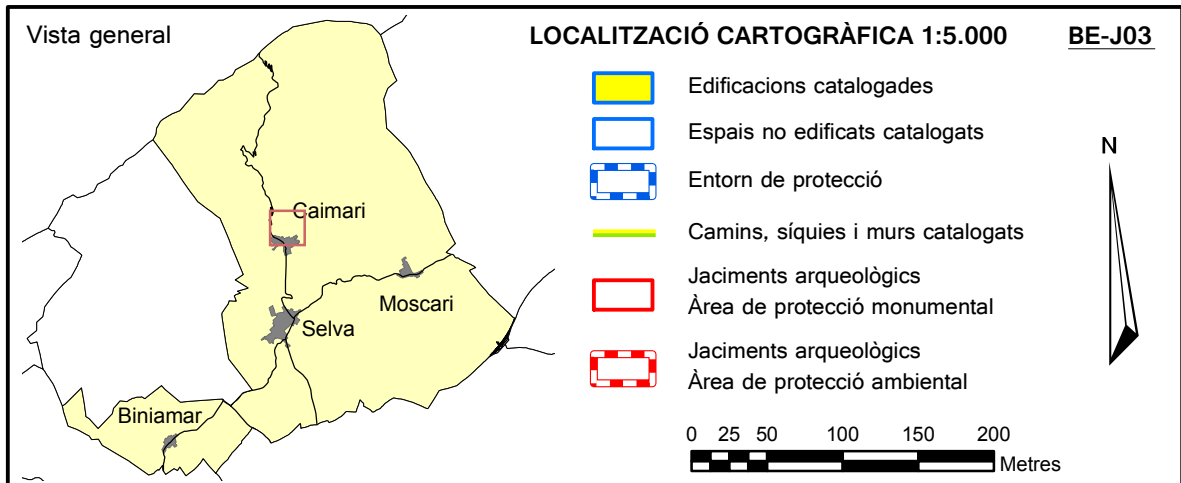 Vista general
Caimari
Moscari
Selva
Biniamar
LOCALITZACIÓ CARTOGRÀFICA 1:5.000
BE-J03
Edificacions catalogades
Espais no edificats catalogats
Entorn de protecció
Camins, síquies i murs catalogats
Jaciments arqueològics
Àrea de protecció monumental
Jaciments arqueològics
Àrea de protecció ambiental
N
0 25 50 100 150 200
Metres